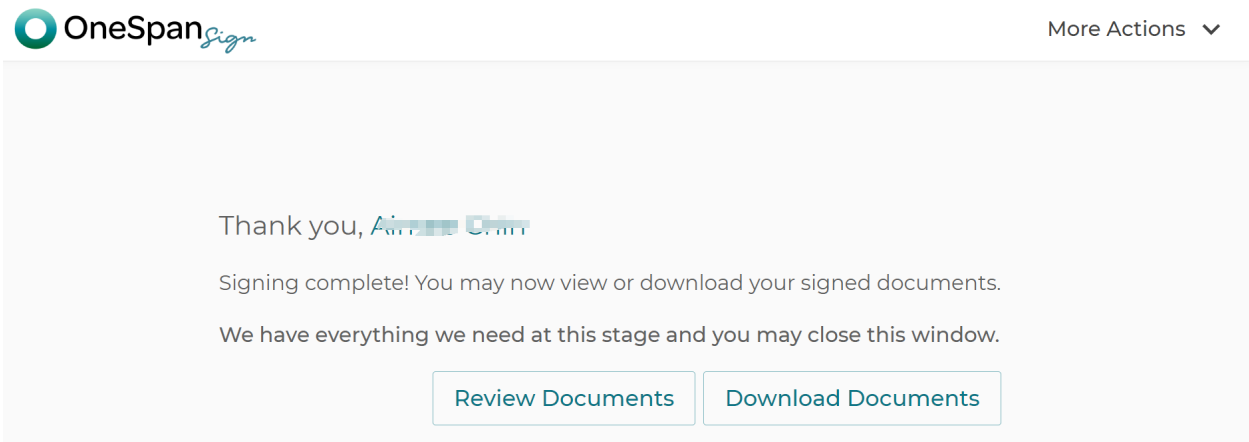 OneSpan Sign
More Actions
Thank you,
Signing complete! You may now view or download your signed documents.
We have everything we need at this stage and you may close this window.
Review Documents
Download Documents